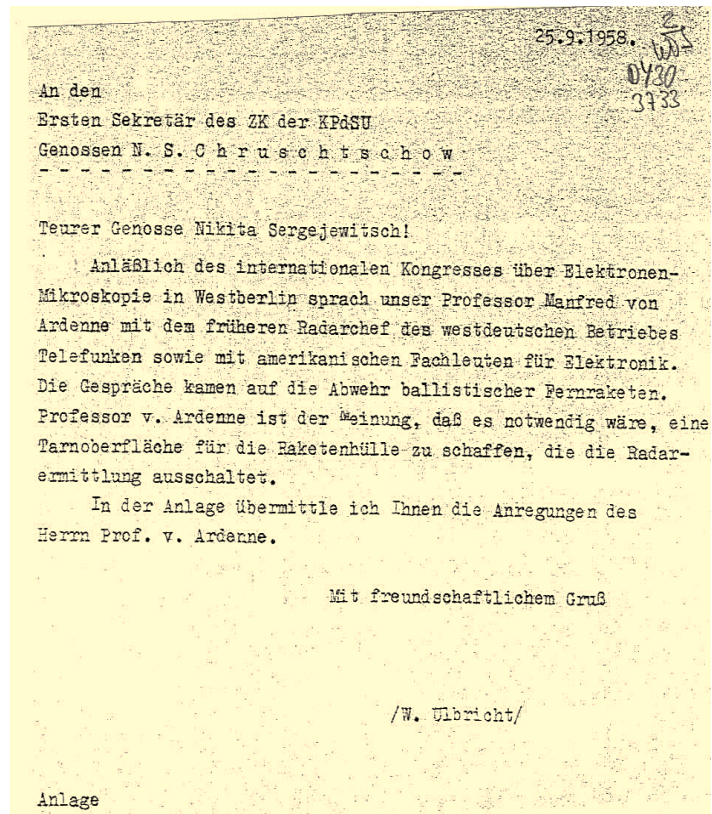 25.9.1958.
0430
3733
An den
Ersten Sekretär des ZK der KPdSU
Genossen N. S. C h r u s c h t s c h o w
- - - - - - - - - - - - - - - - - - - - -
Teurer Genosse Nikita Sergejewitsch!
Anläßlich des internationalen Kongresses über Elektronen-
Mikroskopie in Westberlin sprach unser Professor Manfred von
Ardenne mit dem früheren Radarchef des westdeutschen Betriebes
Telefunken sowie mit amerikanischen Fachleuten für Elektronik.
Die Gespräche kamen auf die Abwehr ballistischer Fernraketen.
Professor v. Ardenne ist der Meinung, daß es notwendig wäre, eine
Tarnoberfläche für die Raketenhülle zu schaffen, die die Radar-
ermittlung ausschaltet.
In der Anlage übermittle ich Ihnen die Anregungen des
Herrn Prof. v. Ardenne.
Mit freundschaftlichem Gruß
/W. Ulbricht/
Anlage